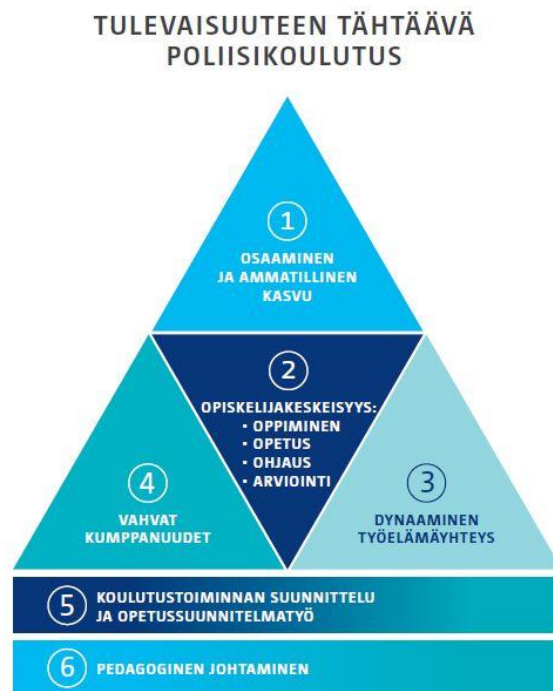 TULEVAISUUTEEN TÄHTÄÄVÄ
POLIISIKOULUTUS
1
OSAAMINEN
JA AMMATILLINEN
KASVU
2
OPISKELIJAKESKEISYYS:
• OPPIMINEN
• OPETUS
• OHJAUS
• ARVIOINTI
4
VAHVAT
KUMPPANUUDET
3
DYNAAMINEN
TYÖELÄMÄYHTEYS
5 KOULUTUSTOIMINNAN SUUNNITTELU
JA OPETUSSUUNNITELMATYÖ
6 PEDAGOGINEN JOHTAMINEN